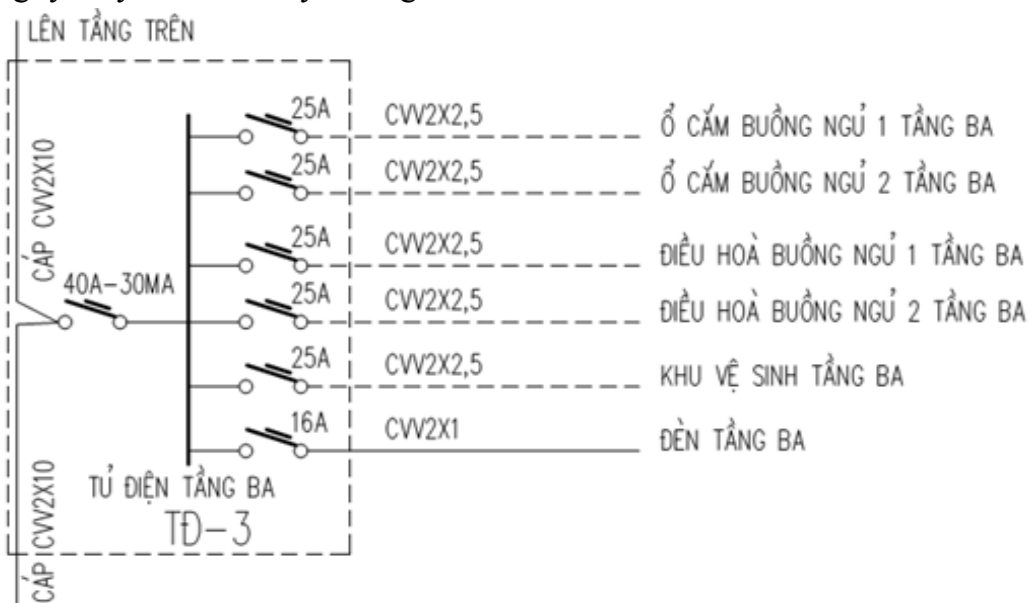 LÊN TẦNG TRÊN
CÁP CVV2X10
40A-30MA
25A CVV2X2,5 Ổ CẮM BUỒNG NGỦ 1 TẦNG BA
25A CVV2X2,5 Ổ CẮM BUỒNG NGỦ 2 TẦNG BA
25A CVV2X2,5 ĐIỀU HOÀ BUỒNG NGỦ 1 TẦNG BA
25A CVV2X2,5 ĐIỀU HOÀ BUỒNG NGỦ 2 TẦNG BA
25A CVV2X2,5 KHU VỆ SINH TẦNG BA
16A CVV2X1 ĐÈN TẦNG BA
TỦ ĐIỆN TẦNG BA
TĐ-3
CÁP CVV2X10